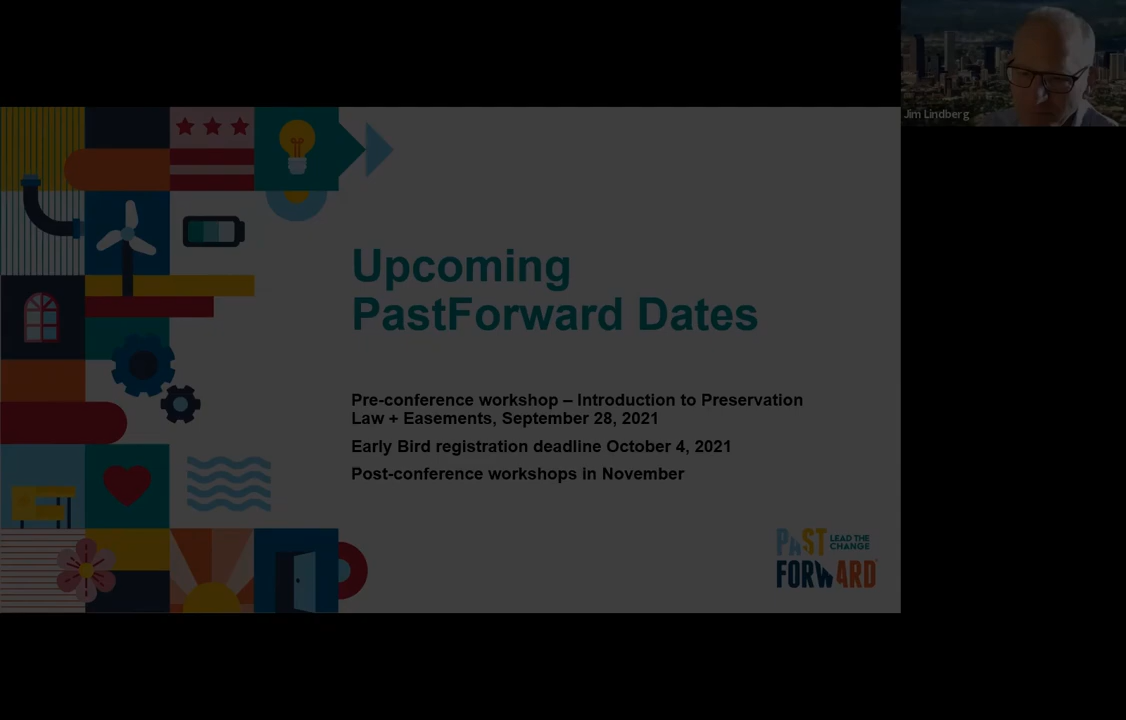 Jim Lindberg
Upcoming
PastForward Dates
Pre-conference workshop – Introduction to Preservation
Law + Easements, September 28, 2021
Early Bird registration deadline October 4, 2021
Post-conference workshops in November
PAST LEAD THE
CHANGE
FORWARD